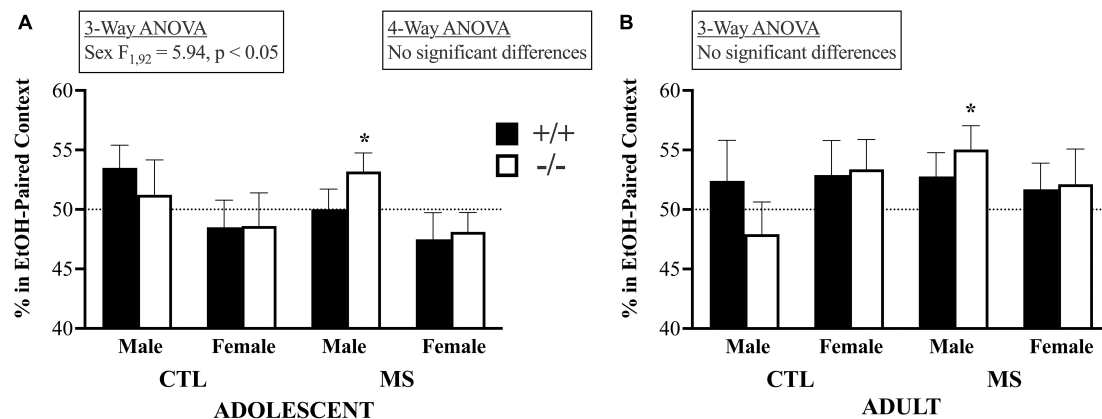 A
3-Way ANOVA
Sex F1,92 = 5.94, p < 0.05
4-Way ANOVA
No significant differences
% in EtOH-Paired Context
60
55
50
45
40
*
+/+
-/-
Male Female Male Female
CTL MS
ADOLESCENT
B
3-Way ANOVA
No significant differences
% in EtOH-Paired Context
60
55
50
45
40
*
Male Female Male Female
CTL MS
ADULT